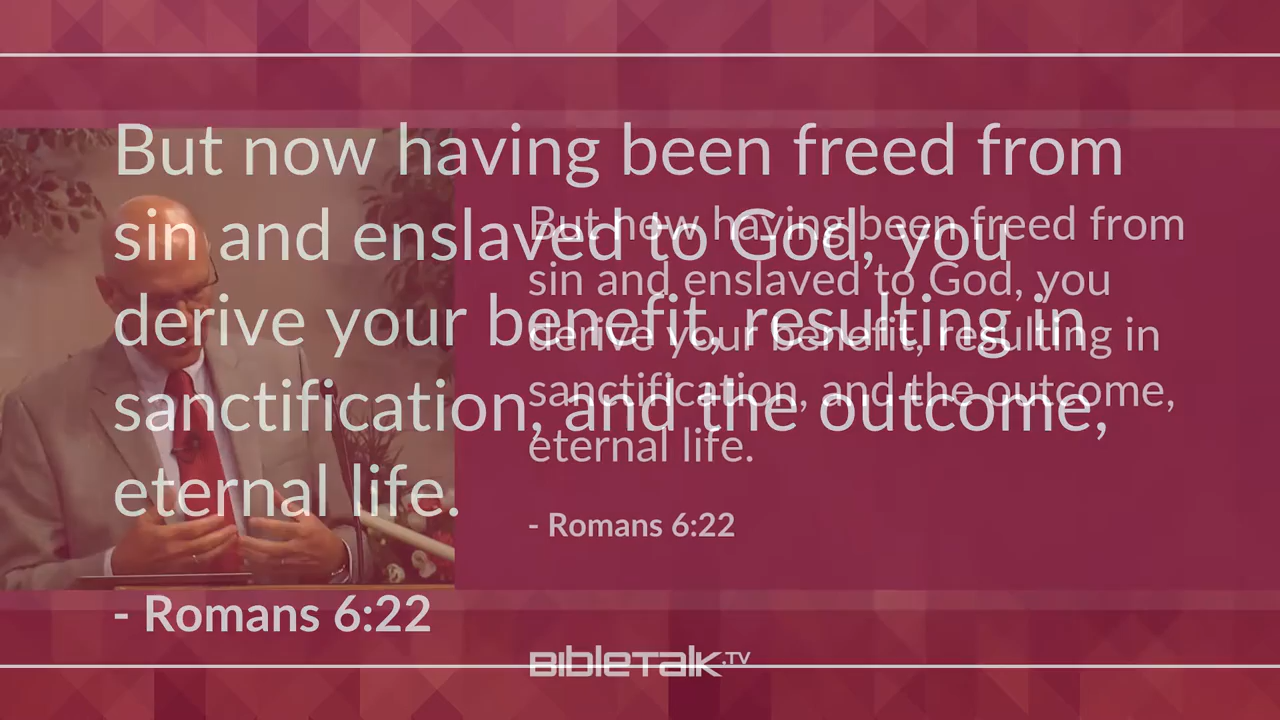 But now having been freed from
sin and enslaved to God, you
derive your benefit, resulting in
sanctification, and the outcome,
eternal life.
- Romans 6:22
But now having been freed from
sin and enslaved to God, you
derive your benefit, resulting in
sanctification, and the outcome,
eternal life.
- Romans 6:22
BibleTalk.TV